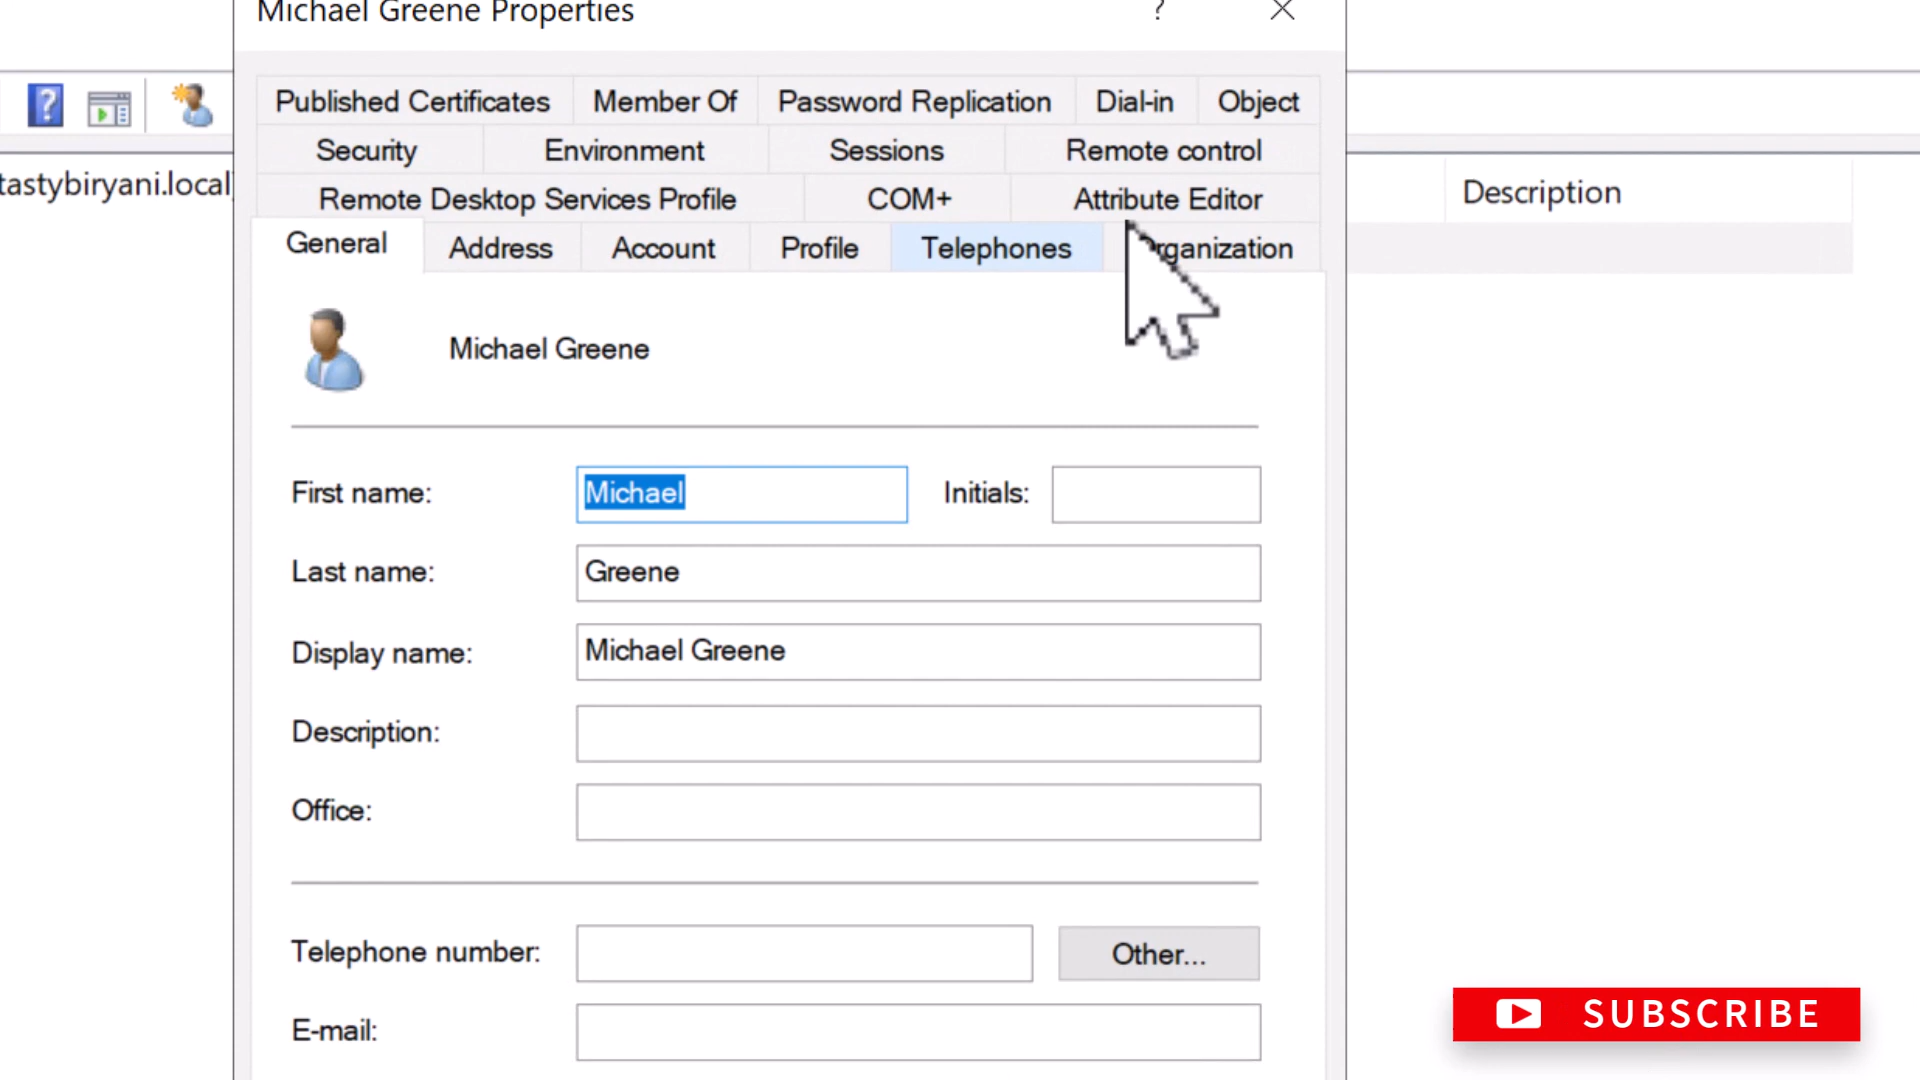 Michael Greene Properties ?
Published Certificates Member Of Password Replication Dial-in Object
Security Environment Sessions Remote control
Remote Desktop Services Profile COM+ Attribute Editor
General Address Account Profile Telephones rganization
tastybiryani.local
Description
Michael Greene
First name: Michael Initials:
Last name: Greene
Display name: Michael Greene
Description:
Office:
Telephone number: Other...
E-mail:
SUBSCRIBE